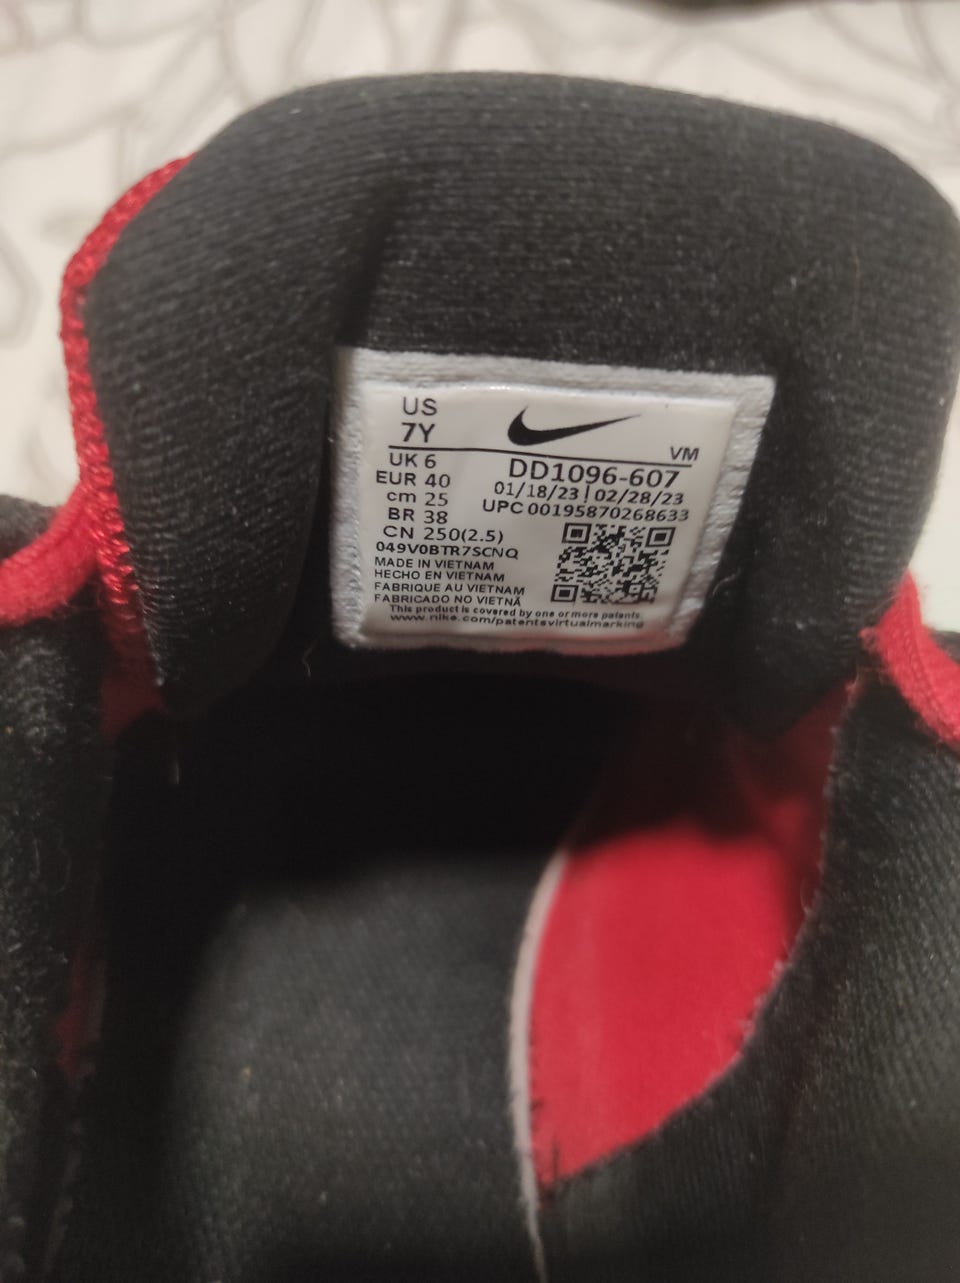 US
7Y
VM
UK 6
EUR 40
cm 25
BR 38
CN 250(2.5)
DD1096-607
01/18/23 | 02/28/23
UPC 00195870268633
049V0BTR7SCNQ
MADE IN VIETNAM
HECHO EN VIETNAM
FABRIQUE AU VIETNAM
FABRICADO NO VIETNÃ
This product is covered by one or more patents.
www.nike.com/patentsvirtualmarking